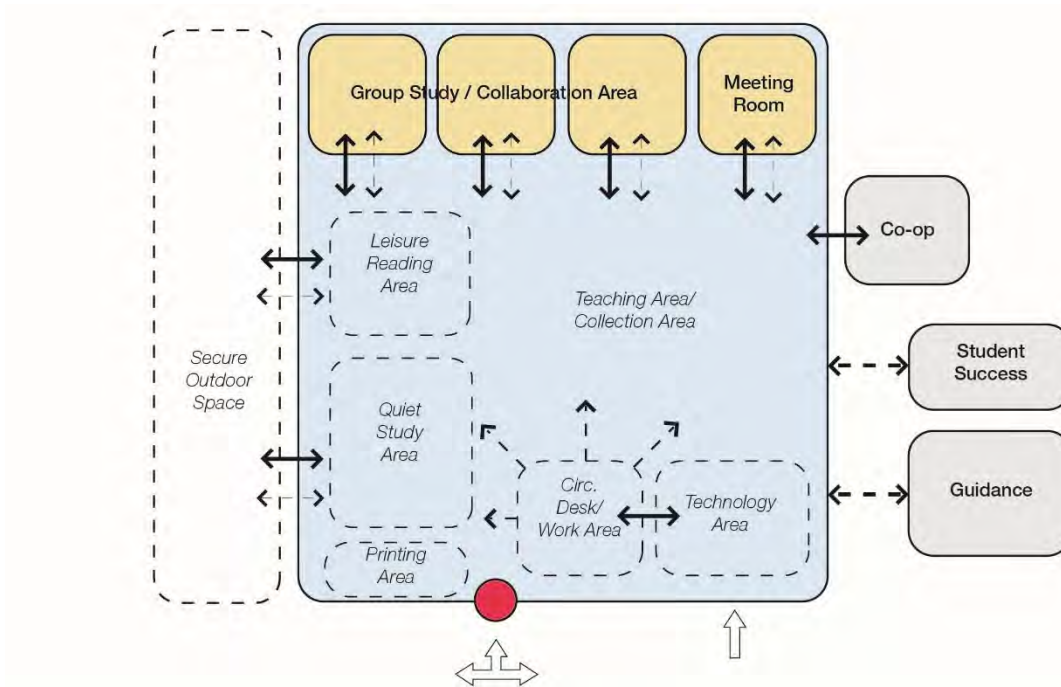 Group Study / Collaboration Area
Meeting
Room
Co-op
Leisure
Reading
Area
Teaching Area/
Collection Area
Secure
Outdoor
Space
Student
Success
Quiet
Study
Area
Circ.
Desk/
Work Area
Technology
Area
Guidance
Printing
Area